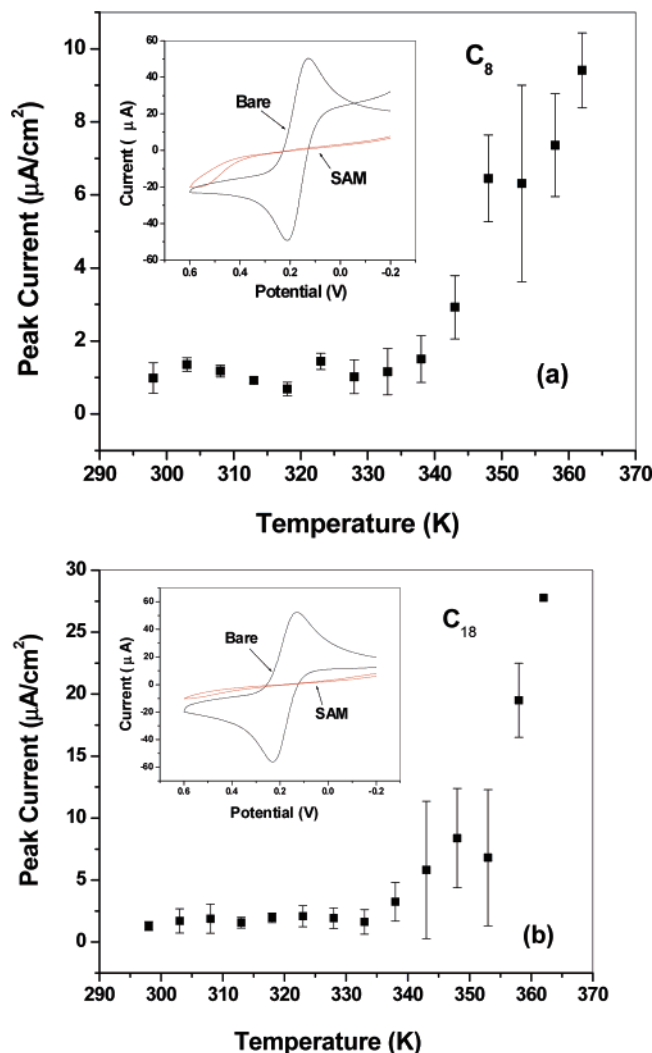 10
8
6
4
2
0
Peak Current (μA/cm²)
60
40
20
0
-20
-40
-60
Current ( μ A)
Bare
SAM
0.6 0.4 0.2 0.0 -0.2
Potential (V)
C₈
(a)
290 300 310 320 330 340 350 360 370
Temperature (K)
30
25
20
15
10
5
0
Peak Current (μA/cm²)
60
40
20
0
-20
-40
-60
Current ( μ A)
Bare
SAM
0.6 0.4 0.2 0.0 -0.2
Potential (V)
C₁₈
(b)
290 300 310 320 330 340 350 360 370
Temperature (K)